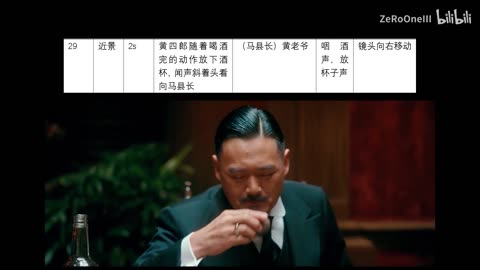 ZeRoOneIII bilibili
29 近景 2s 黄四郎随着喝酒 （马县长）黄老爷 咽 酒 镜头向右移动
完的动作放下酒 声，放
杯，闻声斜着头看 杯子声
向马县长